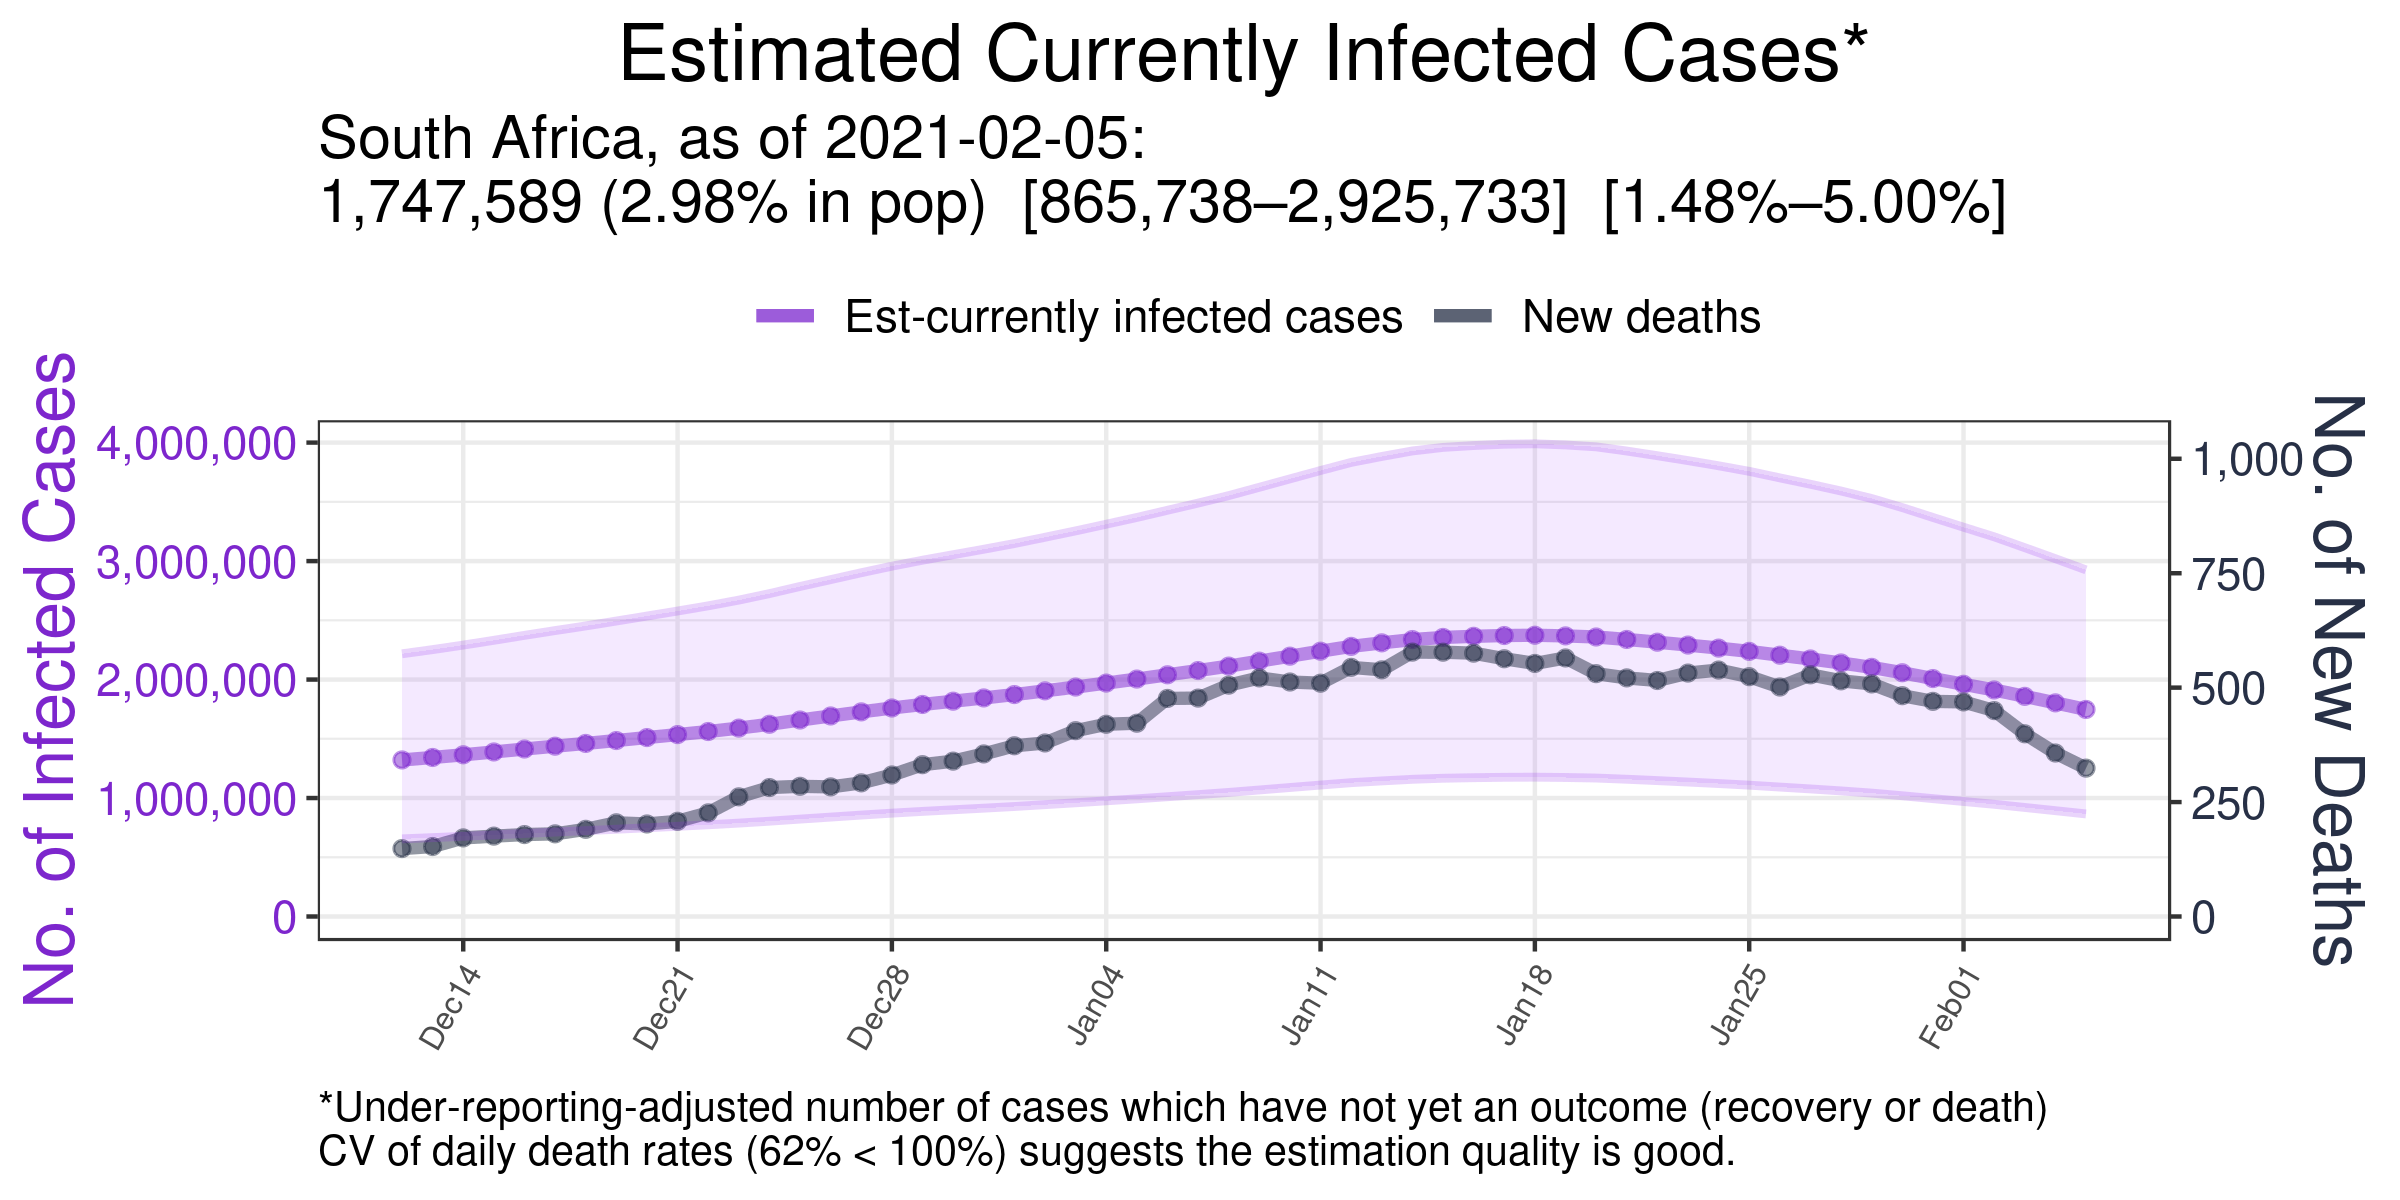 Estimated Currently Infected Cases*
South Africa, as of 2021-02-05:
1,747,589 (2.98% in pop) [865,738–2,925,733] [1.48%–5.00%]
Est-currently infected cases
New deaths
No. of Infected Cases
4,000,000
3,000,000
2,000,000
1,000,000
0
1,000
750
500
250
0
No. of New Deaths
Dec14
Dec21
Dec28
Jan04
Jan11
Jan18
Jan25
Feb01
*Under-reporting-adjusted number of cases which have not yet an outcome (recovery or death)
CV of daily death rates (62% < 100%) suggests the estimation quality is good.